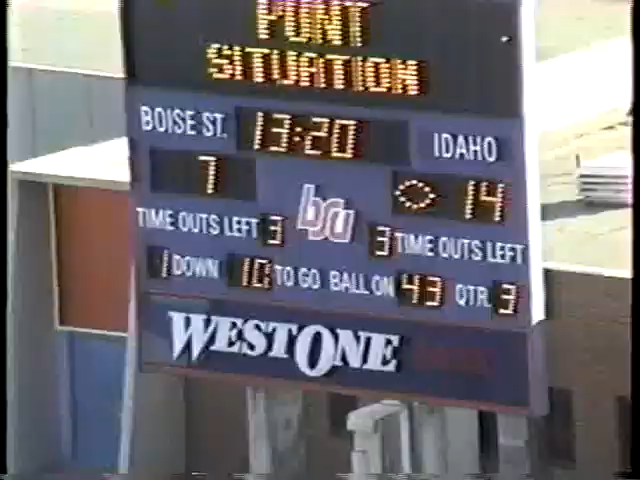 PUNT
SITUATION
BOISE ST. 13:20 IDAHO
7 14
TIME OUTS LEFT 3 bsu 3 TIME OUTS LEFT
1 DOWN 10 TO GO BALL ON 43 QTR. 3
WESTONE